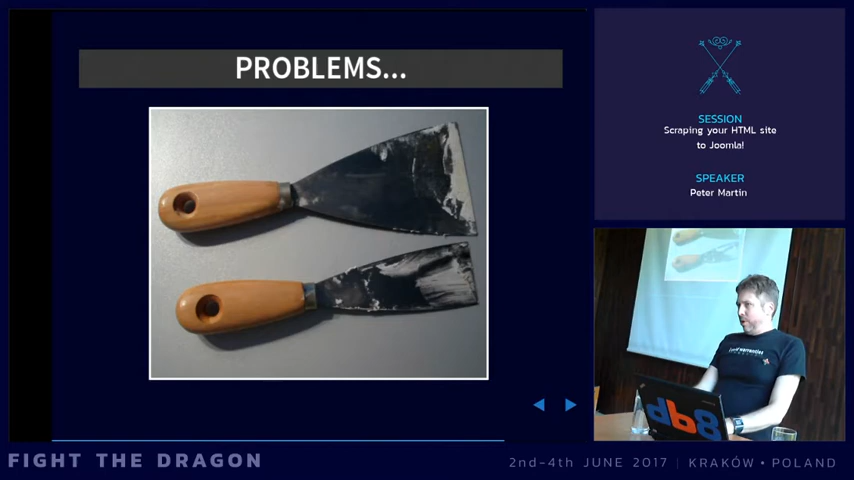 PROBLEMS...
SESSION
Scraping your HTML site
to Joomla!
SPEAKER
Peter Martin
db8
FIGHT THE DRAGON
2nd-4th JUNE 2017 | KRAKÓW • POLAND